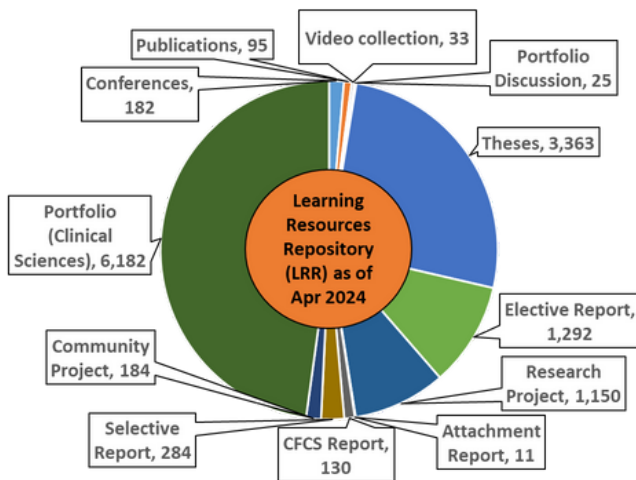 Publications, 95
Video collection, 33
Portfolio
Discussion, 25
Conferences,
182
Theses, 3,363
Learning
Resources
Repository
(LRR) as of
Apr 2024
Portfolio
(Clinical
Sciences), 6,182
Elective Report,
1,292
Community
Project, 184
Research
Project, 1,150
Selective
Report, 284
CFCS Report,
130
Attachment
Report, 11